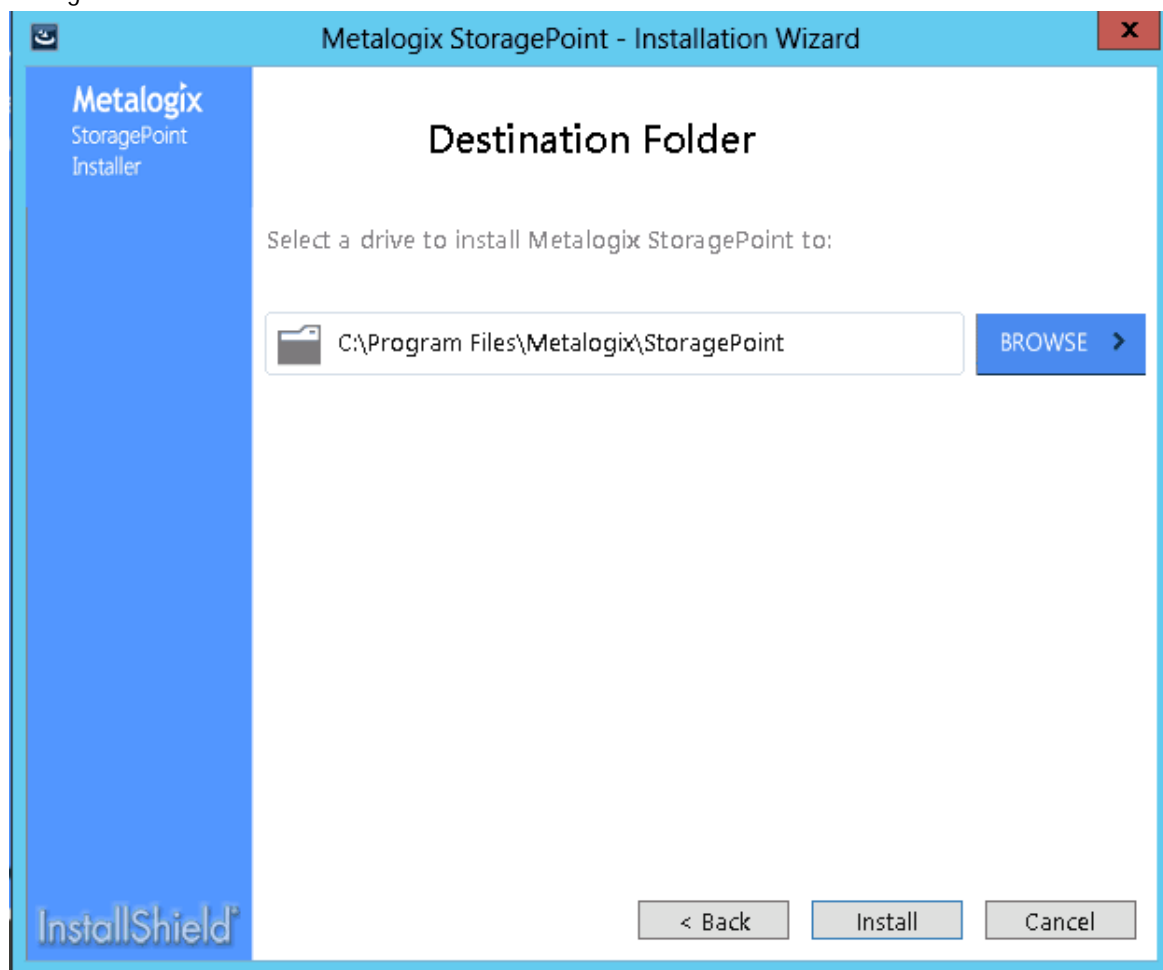 Metalogix StoragePoint - Installation Wizard
x
Metalogix
StoragePoint
Installer
Destination Folder
Select a drive to install Metalogix StoragePoint to:
C:\Program Files\Metalogix\StoragePoint
BROWSE >
InstallShield®
< Back
Install
Cancel